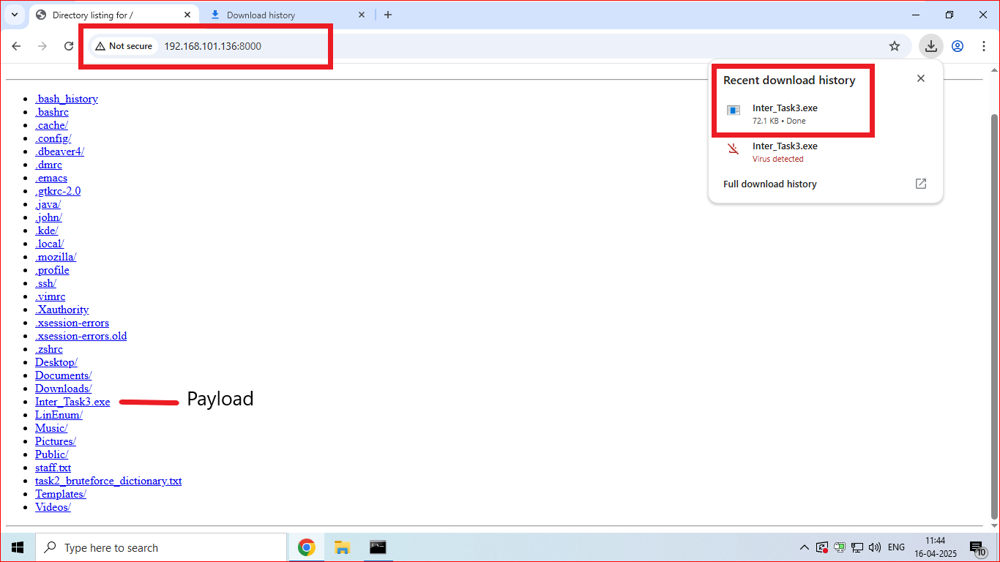 Directory listing for /
Download history
Not secure
192.168.101.136:8000
Recent download history
Inter_Task3.exe
72.1 KB • Done
Inter_Task3.exe
Virus detected
Full download history
.bash_history
.bashrc
.cache/
.config/
.dbeaver4/
.dmrc
.emacs
.gtkrc-2.0
.java/
.john/
.kde/
.local/
.mozilla/
.profile
.ssh/
.vimrc
.Xauthority
.xsession-errors
.xsession-errors.old
.zshrc
Desktop/
Documents/
Downloads/
Inter_Task3.exe Payload
LinEnum/
Music/
Pictures/
Public/
staff.txt
task2_bruteforce_dictionary.txt
Templates/
Videos/
Type here to search
ENG
11:44
16-04-2025
10